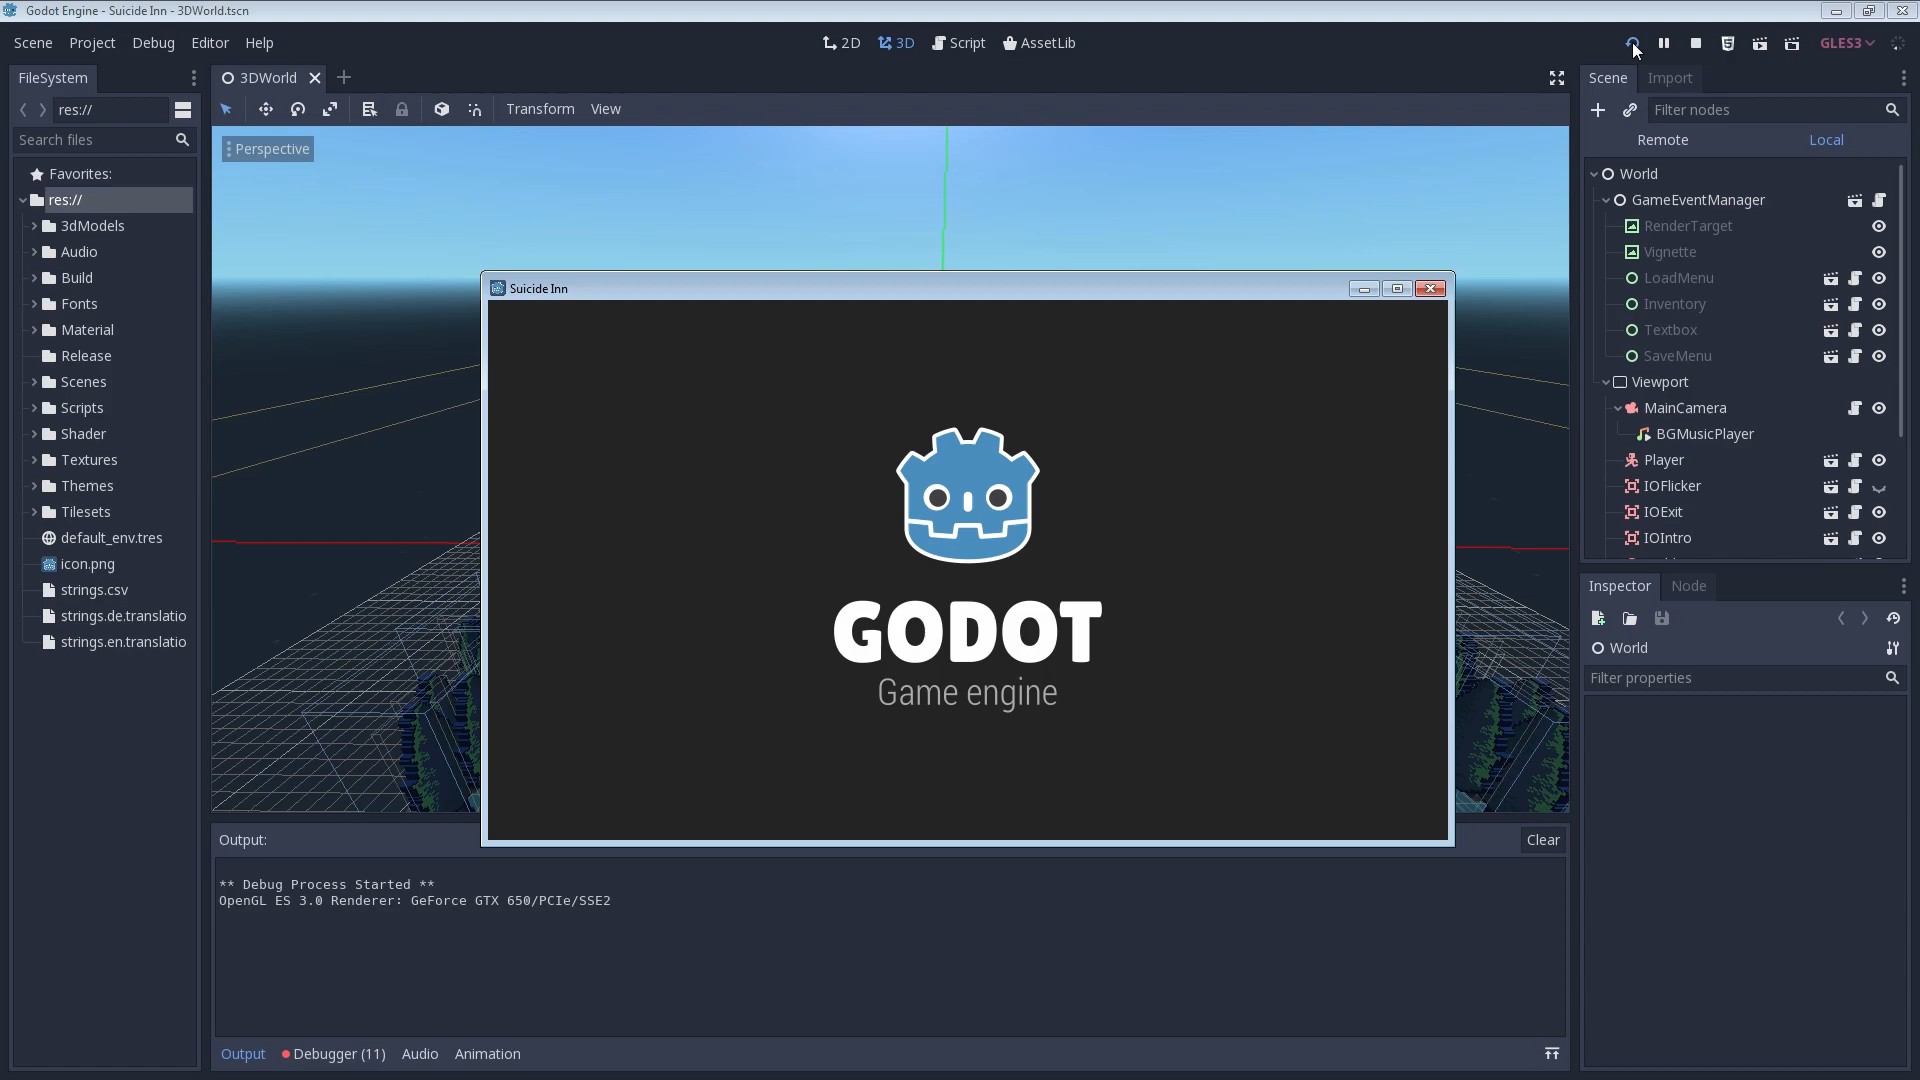 Godot Engine - Suicide Inn - 3DWorld.tscn
Scene Project Debug Editor Help
2D 3D Script AssetLib
GLES3
FileSystem
res://
Search files
Favorites:
res://
3dModels
Audio
Build
Fonts
Material
Release
Scenes
Scripts
Shader
Textures
Themes
Tilesets
default_env.tres
icon.png
strings.csv
strings.de.translatio
strings.en.translatio
3DWorld
Transform View
Perspective
Suicide Inn
GODOT
Game engine
Output:
Clear
** Debug Process Started **
OpenGL ES 3.0 Renderer: GeForce GTX 650/PCIe/SSE2
Output Debugger (11) Audio Animation
Scene Import
Filter nodes
Remote Local
World
GameEventManager
RenderTarget
Vignette
LoadMenu
Inventory
Textbox
SaveMenu
Viewport
MainCamera
BGMusicPlayer
Player
IOFlicker
IOExit
IOIntro
Inspector Node
World
Filter properties